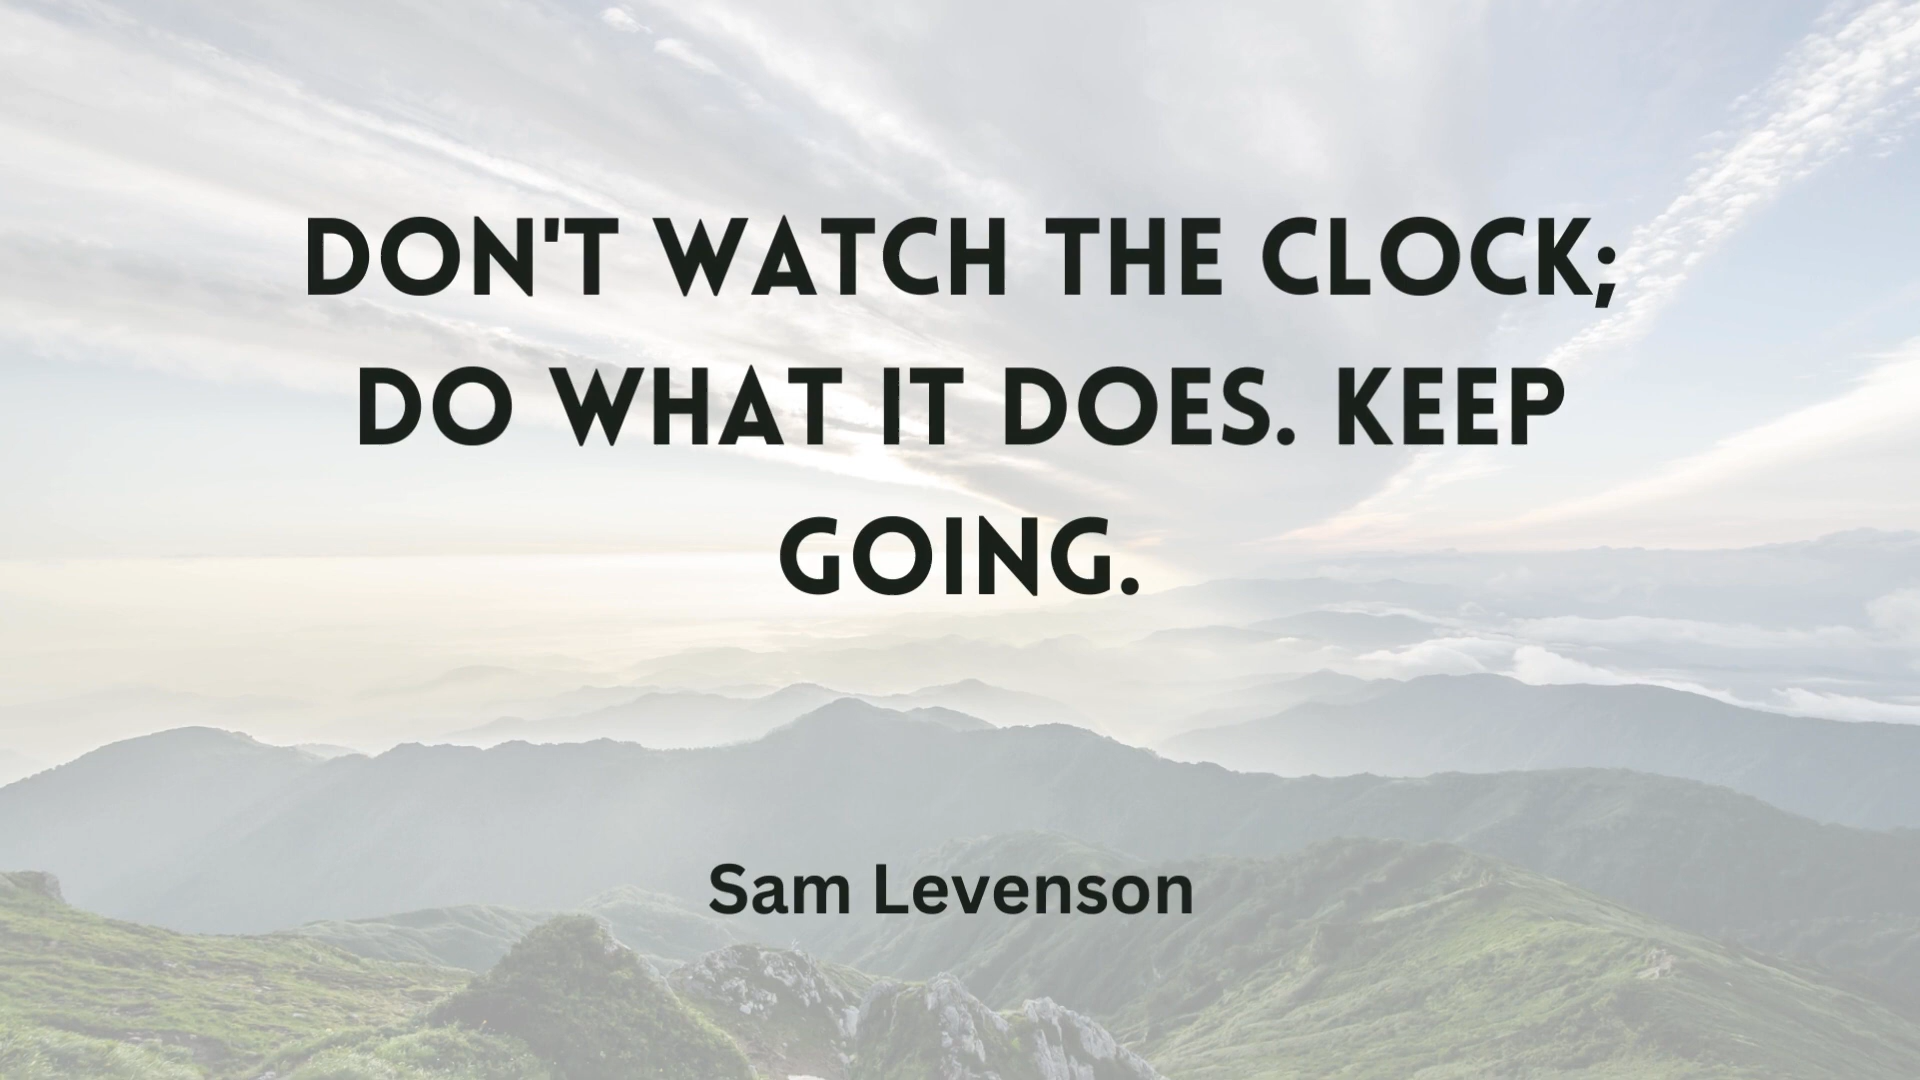 DON'T WATCH THE CLOCK;
DO WHAT IT DOES. KEEP
GOING.
Sam Levenson